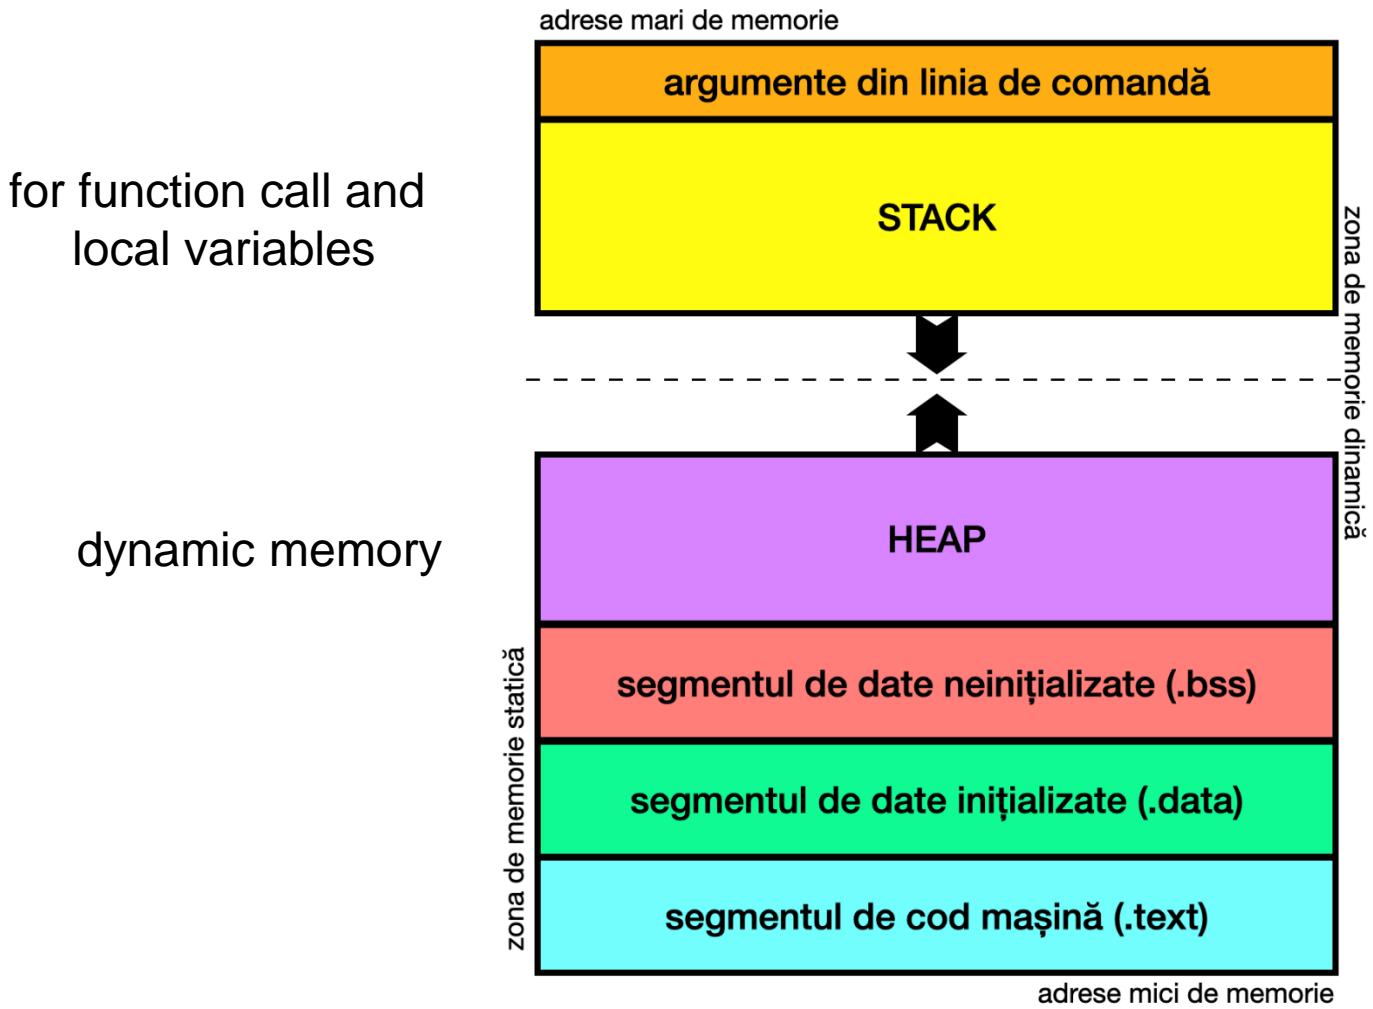 adrese mari de memorie
argumente din linia de comandă
for function call and
local variables
STACK
zona de memorie dinamică
dynamic memory
HEAP
zona de memorie statică
segmentul de date neinițializate (.bss)
segmentul de date inițializate (.data)
segmentul de cod mașină (.text)
adrese mici de memorie